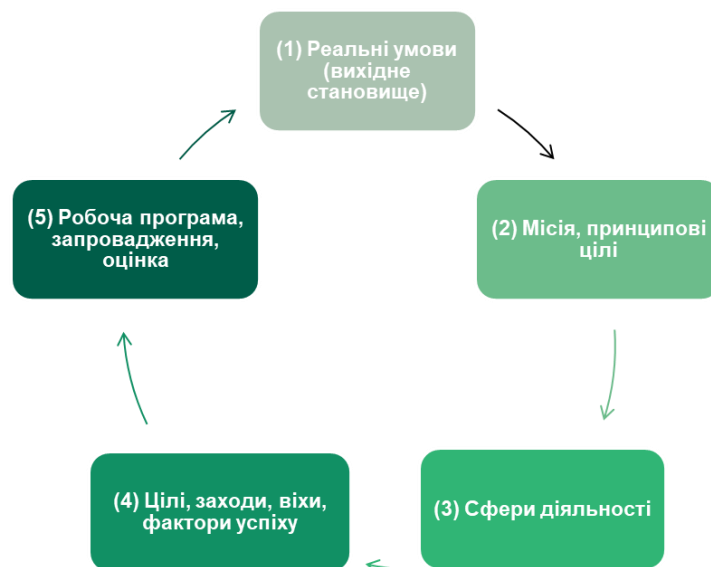 (1) Реальні умови
(вихідне
становище)
(2) Місія, принципові
цілі
(3) Сфери діяльності
(4) Цілі, заходи, віхи,
фактори успіху
(5) Робоча програма,
запровадження,
оцінка